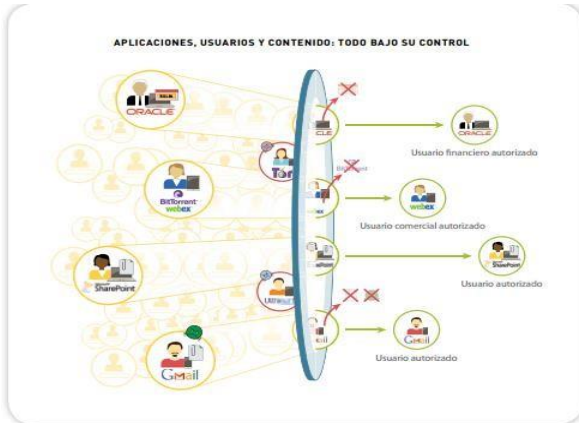 APLICACIONES, USUARIOS Y CONTENIDO: TODO BAJO SU CONTROL
ORACLE
Usuario financiero autorizado
BitTorrent
webex
webex
Usuario comercial autorizado
SharePoint
SharePoint
Usuario autorizado
Gmail
Gmail
Usuario autorizado